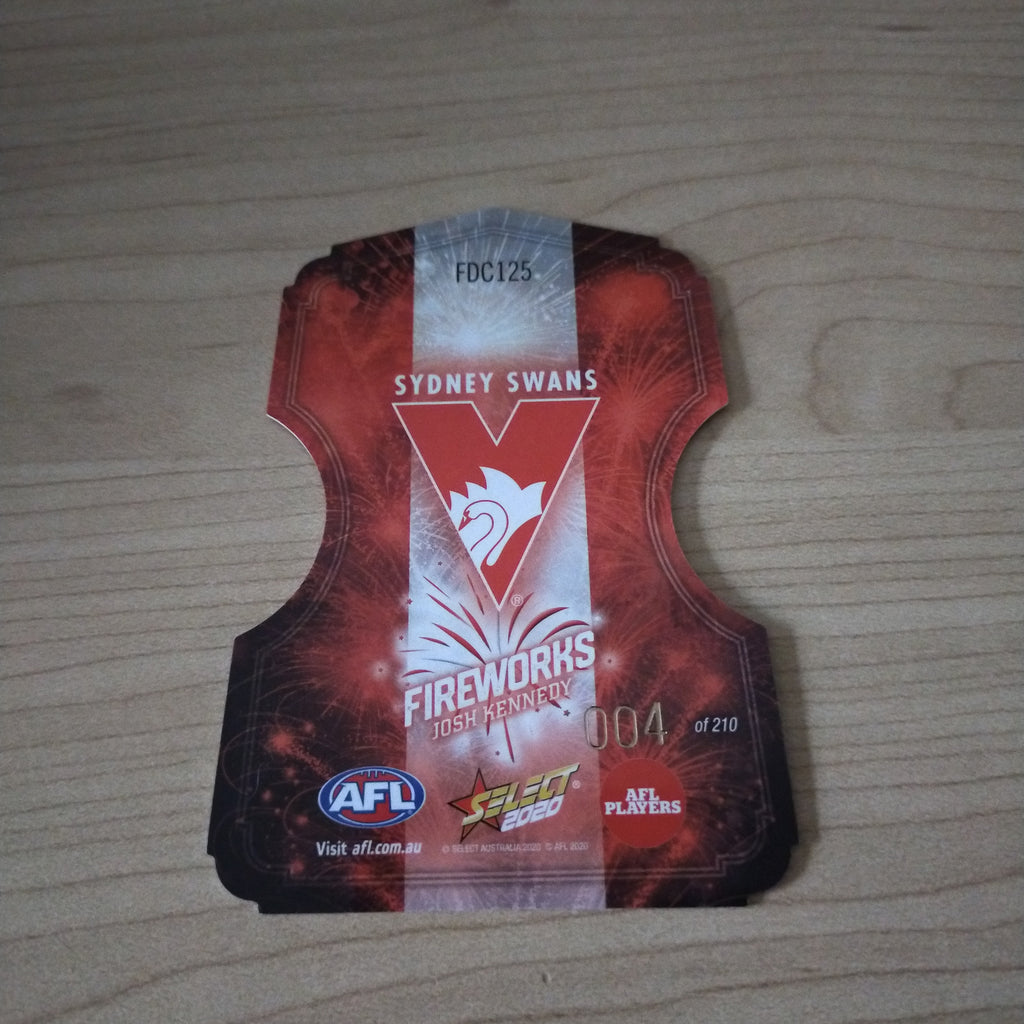 FDC125
SYDNEY SWANS
®
FIREWORKS
JOSH KENNEDY
004 of 210
AFL
SELECT ®
2020
AFL
PLAYERS
Visit afl.com.au
© SELECT AUSTRALIA 2020 © AFL 2020